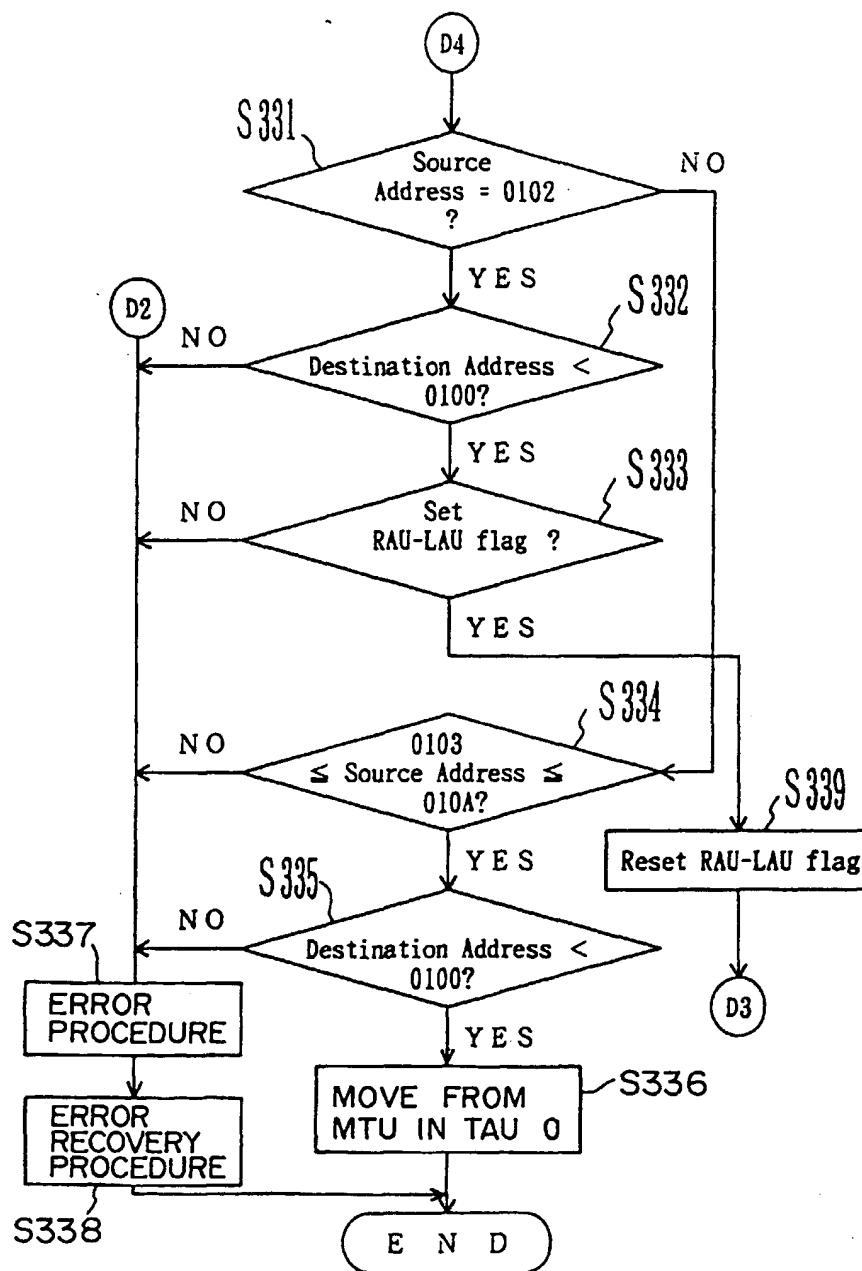 D4
S331
Source
Address = 0102
?
NO
YES
D2
S332
NO
Destination Address <
0100?
YES
S333
NO
Set
RAU-LAU flag ?
YES
S334
NO
0103
≦ Source Address ≦
010A?
S339
YES
Reset RAU-LAU flag
S335
NO
Destination Address <
0100?
S337
D3
ERROR
PROCEDURE
YES
S336
MOVE FROM
MTU IN TAU 0
ERROR
RECOVERY
PROCEDURE
S338
END